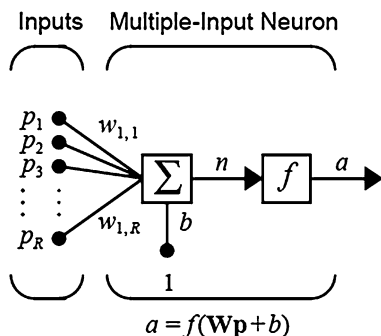 Inputs Multiple-Input Neuron
p1 w1,1
p2
p3 Σ n f a
⋮ ⋮
pR w1,R b
1
a = f(Wp+b)